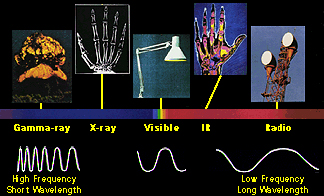 Gamma-ray X-ray Visible IR Radio
High Frequency Low Frequency
Short Wavelength Long Wavelength